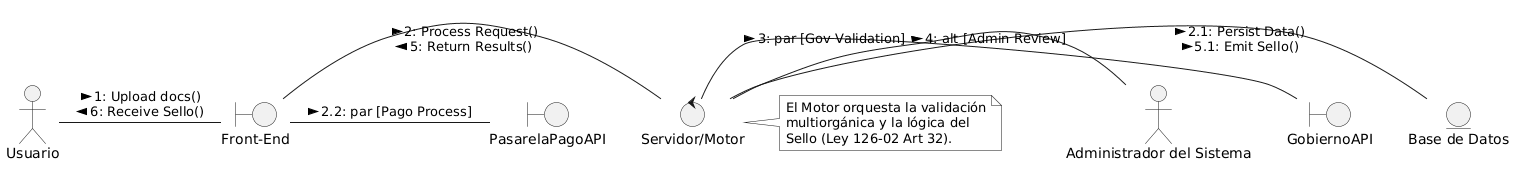 ► 2: Process Request()
◄ 5: Return Results()
► 3: par [Gov Validation]
► 4: alt [Admin Review]
► 2.1: Persist Data()
► 5.1: Emit Sello()
► 1: Upload docs()
◄ 6: Receive Sello()
► 2.2: par [Pago Process]
El Motor orquesta la validación
multiorgánica y la lógica del
Sello (Ley 126-02 Art 32).
Usuario
Front-End
PasarelaPagoAPI
Servidor/Motor
Administrador del Sistema
GobiernoAPI
Base de Datos